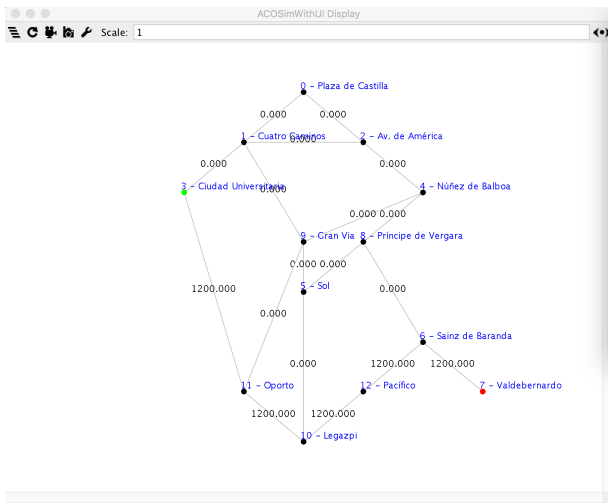 ACOSimWithUI Display
Scale: 1
0 - Plaza de Castilla
0.000 0.000
1 - Cuatro Caminos 2 - Av. de América
0.000
0.000 0.000
3 - Ciudad Universitaria 4 - Núñez de Balboa
0.000
0.000 0.000
9 - Gran Via 8 - Príncipe de Vergara
0.000 0.000
5 - Sol
1200.000 0.000
0.000
6 - Sainz de Baranda
0.000 1200.000 1200.000
11 - Oporto 12 - Pacífico 7 - Valdebernardo
1200.000 1200.000
10 - Legazpi